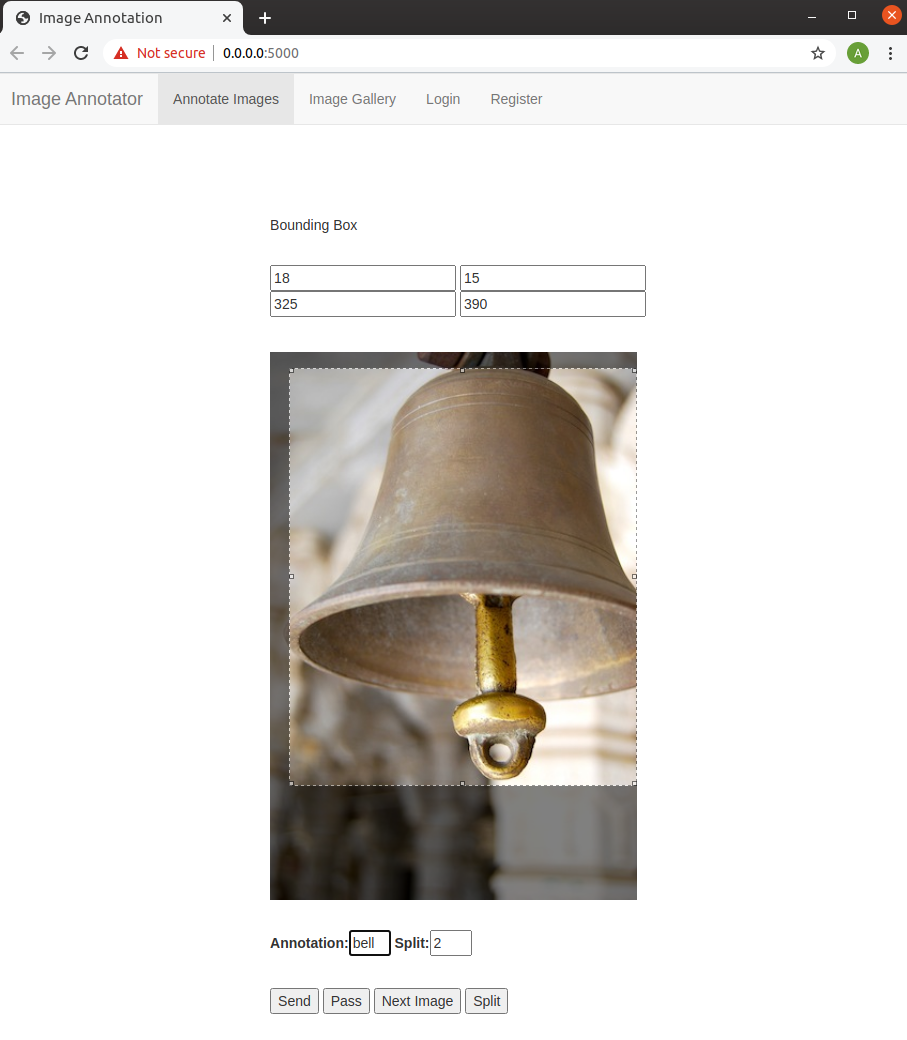 Image Annotation
Not secure 0.0.0.0:5000
A
Image Annotator Annotate Images Image Gallery Login Register
Bounding Box
18 15
325 390
Annotation: bell Split: 2
Send Pass Next Image Split